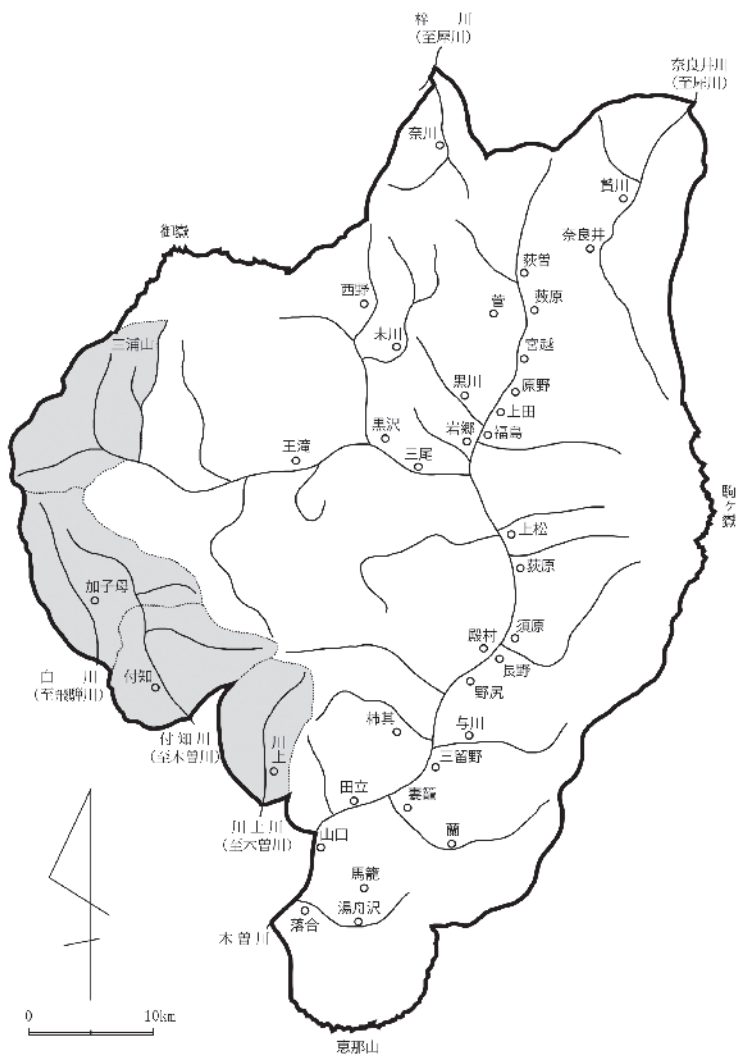 梓川
(至犀川)
奈良井川
(至犀川)
奈川
贄川
御嶽
奈良井
荻曽
西野
菅
薮原
三浦山
末川
宮越
黒川
原野
上田
黒沢
岩郷
福島
王滝
三尾
駒ヶ嶽
上松
荻原
加子母
殿村
須原
長野
白川
(至飛騨川)
付知
野尻
付知川
(至木曽川)
柿其
与川
川上
三留野
田立
妻籠
川上川
(至木曽川)
山口
蘭
馬籠
湯舟沢
落合
木曽川
0
10km
恵那山